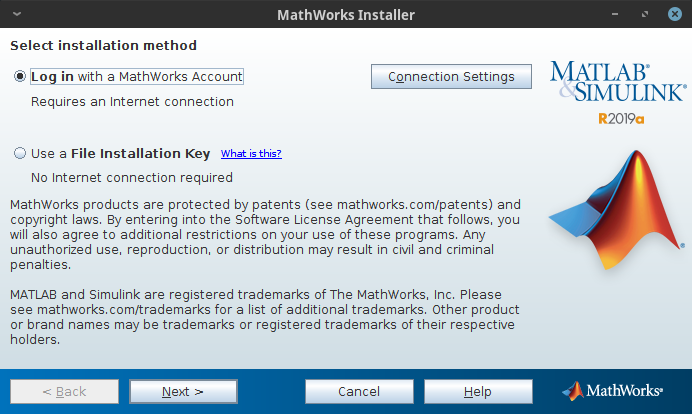 MathWorks Installer
Select installation method
Log in with a MathWorks Account
Connection Settings
Requires an Internet connection
MATLAB®
&SIMULINK®
R2019a
Use a File Installation Key What is this?
No Internet connection required
MathWorks products are protected by patents (see mathworks.com/patents) and
copyright laws. By entering into the Software License Agreement that follows, you
will also agree to additional restrictions on your use of these programs. Any
unauthorized use, reproduction, or distribution may result in civil and criminal
penalties.
MATLAB and Simulink are registered trademarks of The MathWorks, Inc. Please
see mathworks.com/trademarks for a list of additional trademarks. Other product
or brand names may be trademarks or registered trademarks of their respective
holders.
®
< Back Next > Cancel Help MathWorks®